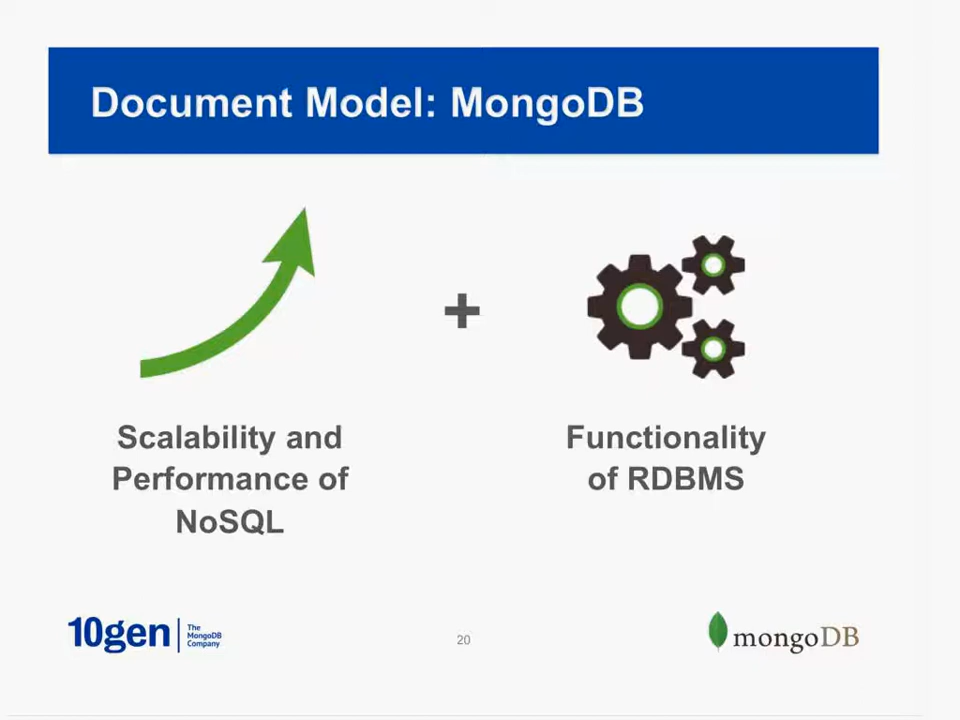 Document Model: MongoDB
+
Scalability and
Performance of
NoSQL
Functionality
of RDBMS
10gen
The
MongoDB
Company
20
mongoDB